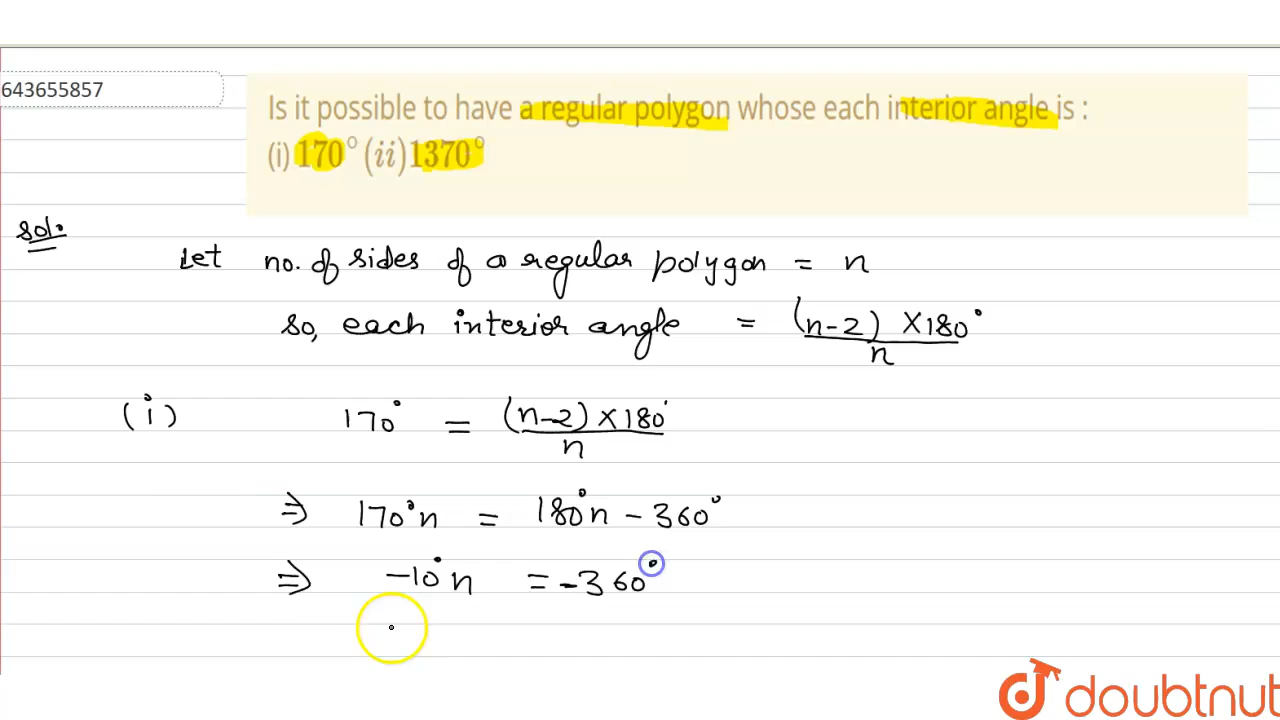 643655857
Is it possible to have a regular polygon whose each interior angle is :
(i) 170° (ii)1370°
Sol.
Let no. of sides of a regular polygon = n
so, each interior angle = (n-2) ×180°
n
(i) 170° = (n-2) ×180°
n
⇒ 170°n = 180°n - 360°
⇒ -10°n = -360°
doubtnut